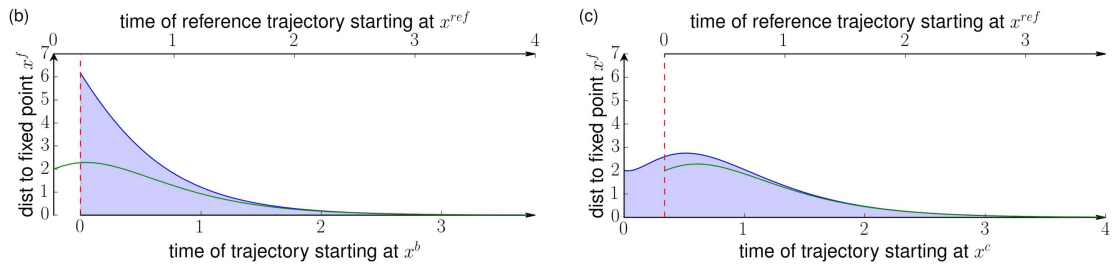 (b)
time of reference trajectory starting at x^ref
0 1 2 3 4
dist to fixed point x^f
7
6
5
4
3
2
1
0
0 1 2 3
time of trajectory starting at x^b
(c)
time of reference trajectory starting at x^ref
0 1 2 3
dist to fixed point x^f
7
6
5
4
3
2
1
0
0 1 2 3 4
time of trajectory starting at x^c